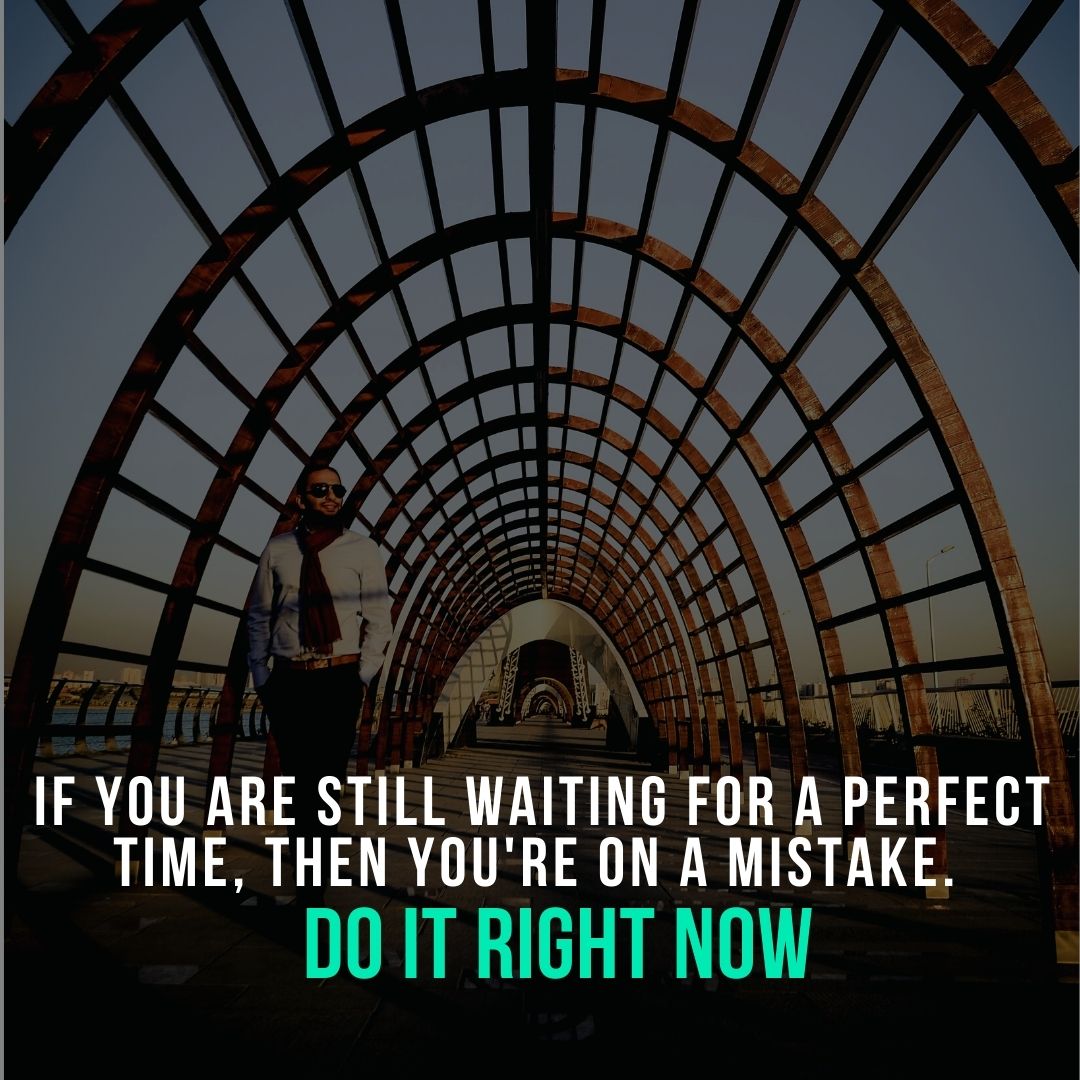 IF YOU ARE STILL WAITING FOR A PERFECT
TIME, THEN YOU'RE ON A MISTAKE.
DO IT RIGHT NOW